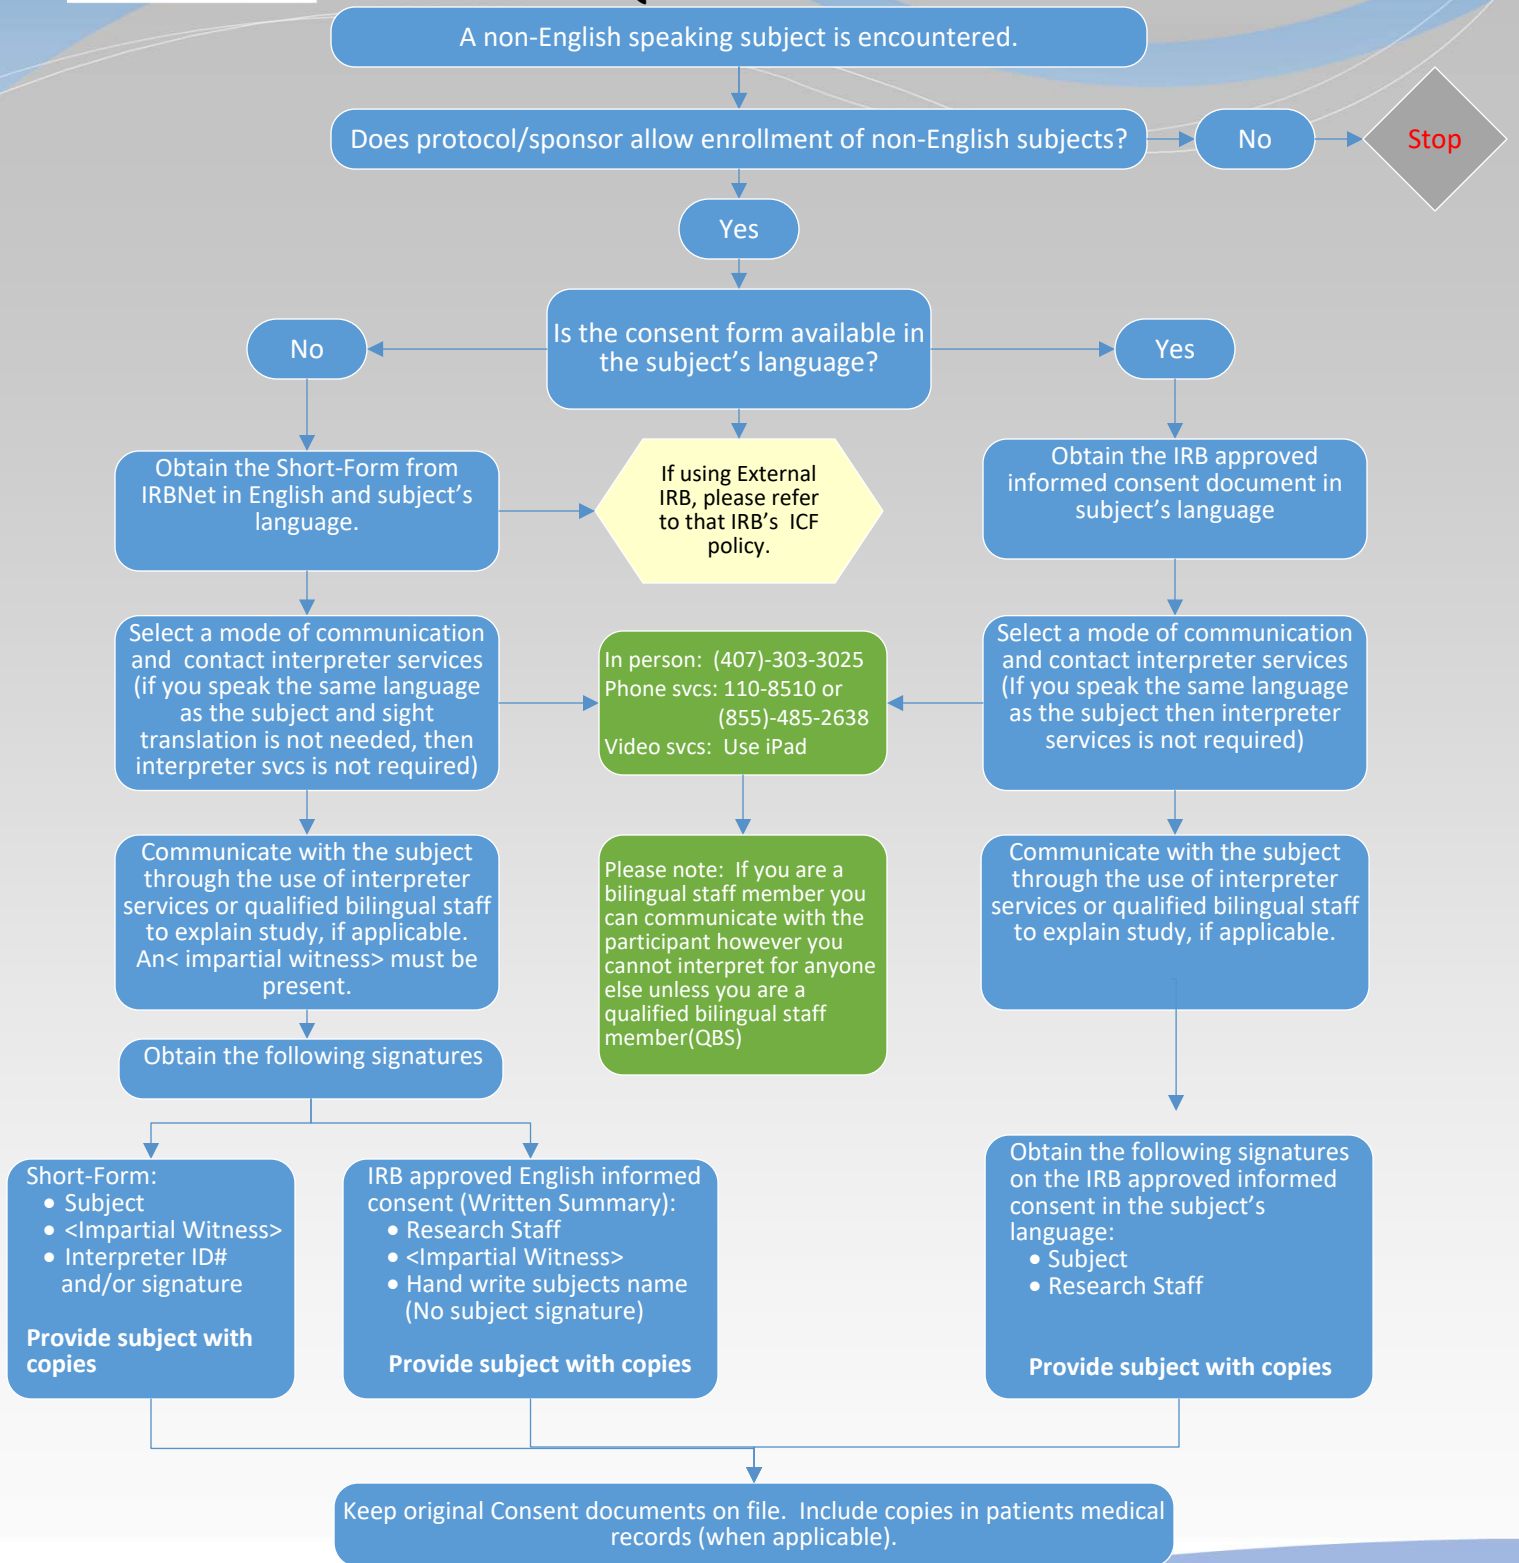 A non-English speaking subject is encountered.
Does protocol/sponsor allow enrollment of non-English subjects?
No
Stop
Yes
Is the consent form available in
the subject's language?
No
Yes
Obtain the Short-Form from
IRBNet in English and subject's
language.
If using External
IRB, please refer
to that IRB's ICF
policy.
Obtain the IRB approved
informed consent document in
subject's language
Select a mode of communication
and contact interpreter services
(if you speak the same language
as the subject and sight
translation is not needed, then
interpreter svcs is not required)
In person: (407)-303-3025
Phone svcs: 110-8510 or
(855)-485-2638
Video svcs: Use iPad
Select a mode of communication
and contact interpreter services
(If you speak the same language
as the subject then interpreter
services is not required)
Communicate with the subject
through the use of interpreter
services or qualified bilingual staff
to explain study, if applicable.
An< impartial witness> must be
present.
Please note: If you are a
bilingual staff member you
can communicate with the
participant however you
cannot interpret for anyone
else unless you are a
qualified bilingual staff
member(QBS)
Communicate with the subject
through the use of interpreter
services or qualified bilingual staff
to explain study, if applicable.
Obtain the following signatures
Short-Form:
• Subject
• <Impartial Witness>
• Interpreter ID#
and/or signature
Provide subject with
copies
IRB approved English informed
consent (Written Summary):
• Research Staff
• <Impartial Witness>
• Hand write subjects name
(No subject signature)
Provide subject with copies
Obtain the following signatures
on the IRB approved informed
consent in the subject's
language:
• Subject
• Research Staff
Provide subject with copies
Keep original Consent documents on file. Include copies in patients medical
records (when applicable).